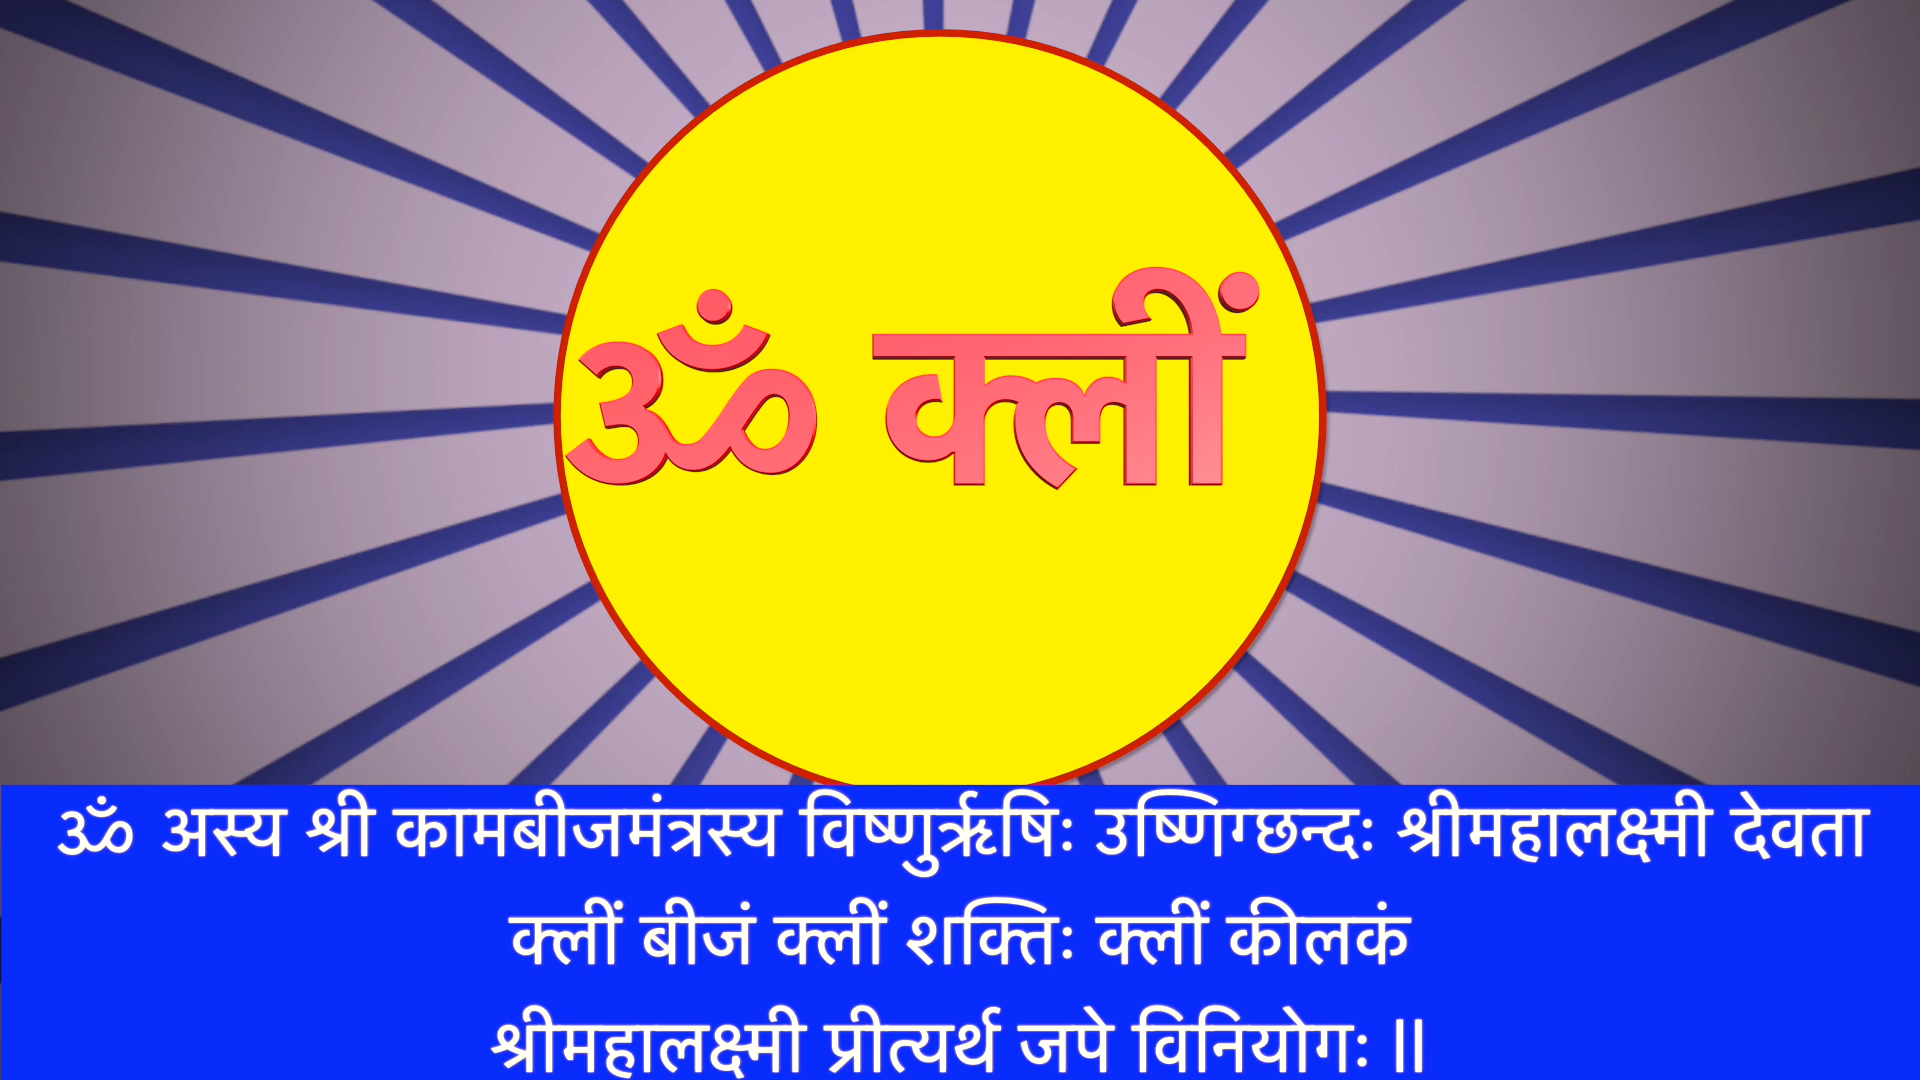 ॐ क्लीं
ॐ अस्य श्री कामबीजमंत्रस्य विष्णुर्ऋषिः उष्णिग्छन्दः श्रीमहालक्ष्मी देवता
क्लीं बीजं क्लीं शक्तिः क्लीं कीलकं
श्रीमहालक्ष्मी प्रीत्यर्थ जपे विनियोगः ॥